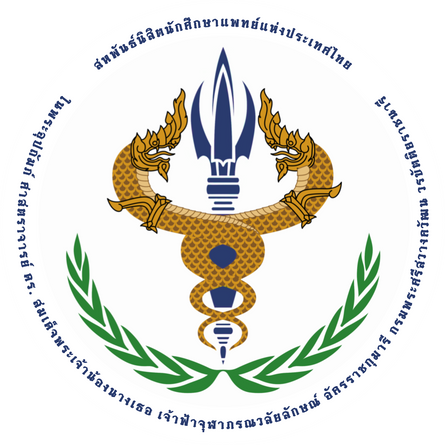 สหพันธ์นิสิตนักศึกษาแพทย์แห่งประเทศไทย
ในพระอุปถัมภ์ ศาสตราจารย์ ดร. สมเด็จพระเจ้าน้องนางเธอ เจ้าฟ้าจุฬาภรณวลัยลักษณ์ อัครราชกุมารี กรมพระศรีสวางควัฒน วรขัตติยราชนารี